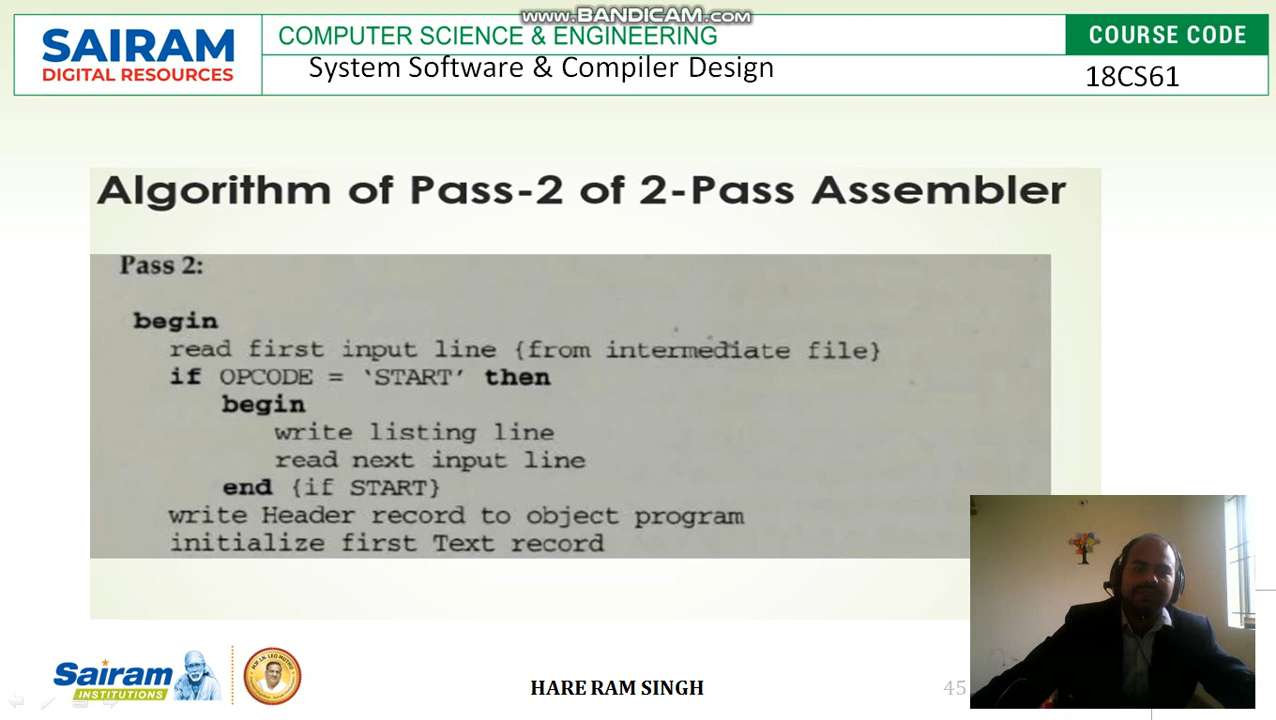 www.BANDICAM.com
SAIRAM
DIGITAL RESOURCES
COMPUTER SCIENCE & ENGINEERING
COURSE CODE
System Software & Compiler Design
18CS61
Algorithm of Pass-2 of 2-Pass Assembler
Pass 2:
begin
read first input line {from intermediate file}
if OPCODE = ‘START’ then
begin
write listing line
read next input line
end {if START}
write Header record to object program
initialize first Text record
Sairam
INSTITUTIONS
HARE RAM SINGH
45